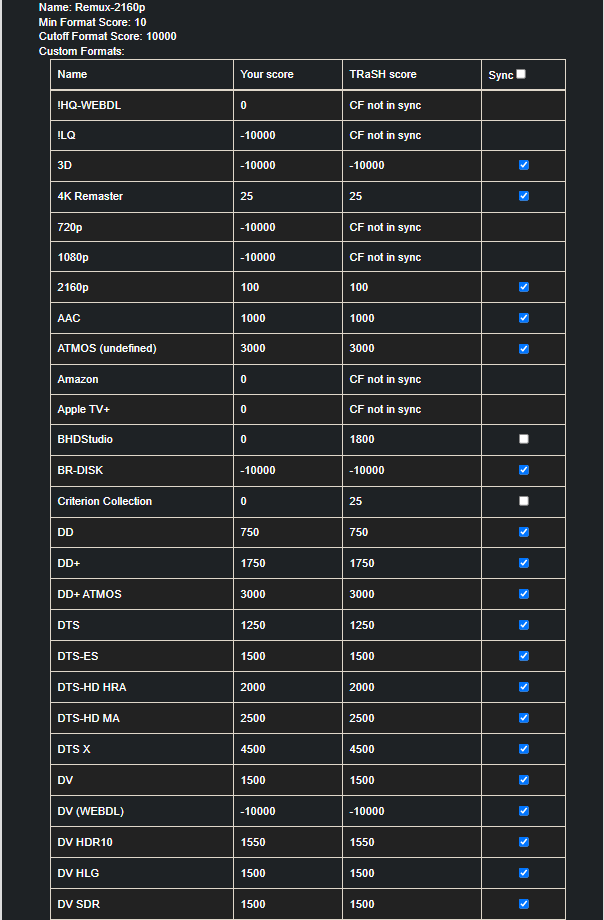 Name: Remux-2160p
Min Format Score: 10
Cutoff Format Score: 10000
Custom Formats:
Name Your score TRaSH score Sync
!HQ-WEBDL 0 CF not in sync
!LQ -10000 CF not in sync
3D -10000 -10000
4K Remaster 25 25
720p -10000 CF not in sync
1080p -10000 CF not in sync
2160p 100 100
AAC 1000 1000
ATMOS (undefined) 3000 3000
Amazon 0 CF not in sync
Apple TV+ 0 CF not in sync
BHDStudio 0 1800
BR-DISK -10000 -10000
Criterion Collection 0 25
DD 750 750
DD+ 1750 1750
DD+ ATMOS 3000 3000
DTS 1250 1250
DTS-ES 1500 1500
DTS-HD HRA 2000 2000
DTS-HD MA 2500 2500
DTS X 4500 4500
DV 1500 1500
DV (WEBDL) -10000 -10000
DV HDR10 1550 1550
DV HLG 1500 1500
DV SDR 1500 1500